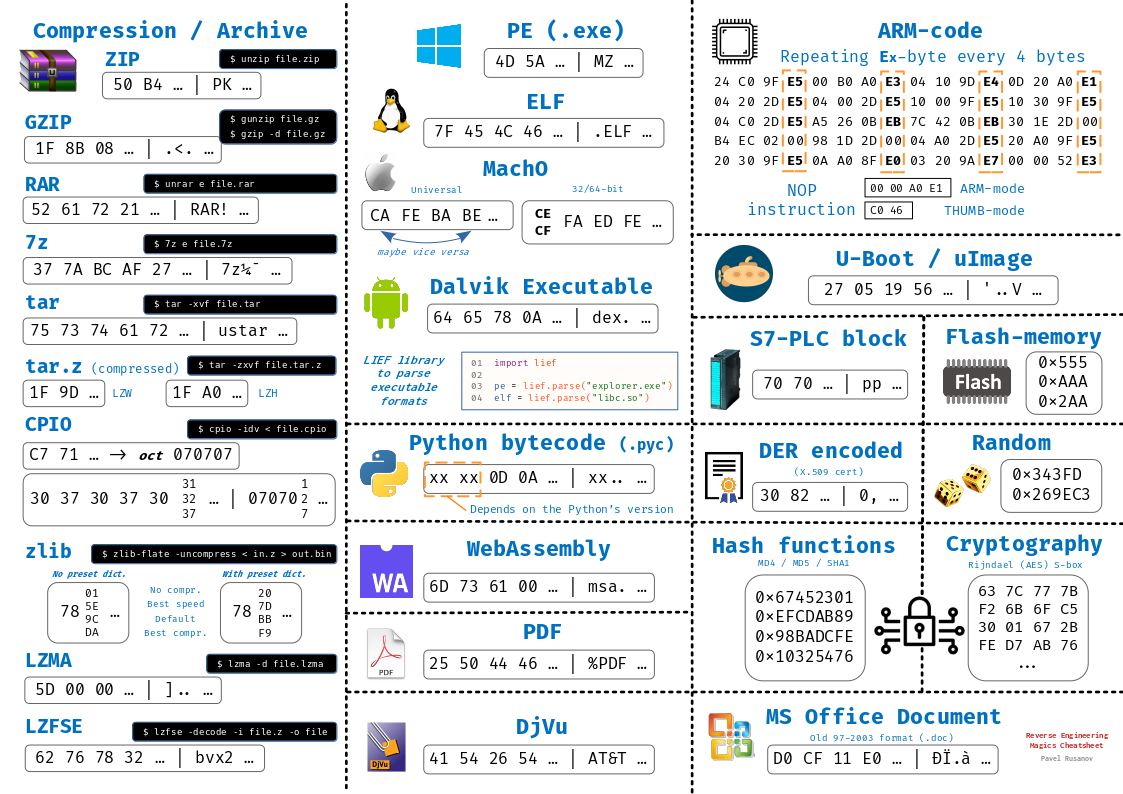 Compression / Archive
ZIP
$ unzip file.zip
50 B4 … | PK …
GZIP
$ gunzip file.gz
$ gzip -d file.gz
1F 8B 08 … | .<. …
RAR
$ unrar e file.rar
52 61 72 21 … | RAR! …
7z
$ 7z e file.7z
37 7A BC AF 27 … | 7z¼¯ …
tar
$ tar -xvf file.tar
75 73 74 61 72 … | ustar …
tar.z (compressed)
$ tar -zxvf file.tar.z
1F 9D … LZW 1F A0 … LZH
CPIO
$ cpio -idv < file.cpio
C7 71 … → oct 070707
31 1
30 37 30 37 30 32 … | 07070 2 …
37 7
zlib
$ zlib-flate -uncompress < in.z > out.bin
No preset dict. With preset dict.
01 No compr. 20
78 5E Best speed 78 7D
9C … Default BB …
DA Best compr. F9
LZMA
$ lzma -d file.lzma
5D 00 00 … | ].. …
LZFSE
$ lzfse -decode -i file.z -o file
62 76 78 32 … | bvx2 …
PE (.exe)
4D 5A … | MZ …
ELF
7F 45 4C 46 … | .ELF …
MachO
Universal 32/64-bit
CA FE BA BE …
CE
CF FA ED FE …
maybe vice versa
Dalvik Executable
64 65 78 0A … | dex. …
LIEF library
to parse
executable
formats
01 import lief
02
03 pe = lief.parse("explorer.exe")
04 elf = lief.parse("libc.so")
Python bytecode (.pyc)
xx xx 0D 0A … | xx.. …
Depends on the Python's version
WebAssembly
WA
6D 73 61 00 … | msa. …
PDF
PDF
25 50 44 46 … | %PDF …
DjVu
DjVu
41 54 26 54 … | AT&T …
ARM-code
Repeating Ex-byte every 4 bytes
24 C0 9F E5 00 B0 A0 E3 04 10 9D E4 0D 20 A0 E1
04 20 2D E5 04 00 2D E5 10 00 9F E5 10 30 9F E5
04 C0 2D E5 A5 26 0B EB 7C 42 0B EB 30 1E 2D 00
B4 EC 02 00 98 1D 2D 00 04 A0 2D E5 20 A0 9F E5
20 30 9F E5 0A A0 8F E0 03 20 9A E7 00 00 52 E3
NOP
instruction
00 00 A0 E1 ARM-mode
C0 46 THUMB-mode
U-Boot / uImage
27 05 19 56 … | '..V …
S7-PLC block
70 70 … | pp …
Flash-memory
Flash
0×555
0×AAA
0×2AA
DER encoded
(X.509 cert)
30 82 … | 0, …
Random
0×343FD
0×269EC3
Hash functions
MD4 / MD5 / SHA1
0×67452301
0×EFCDAB89
0×98BADCFE
0×10325476
Cryptography
Rijndael (AES) S-box
63 7C 77 7B
F2 6B 6F C5
30 01 67 2B
FE D7 AB 76
...
MS Office Document
Old 97-2003 format (.doc)
D0 CF 11 E0 … | ÐÏ.à …
Reverse Engineering
Magics Cheatsheet
Pavel Rusanov